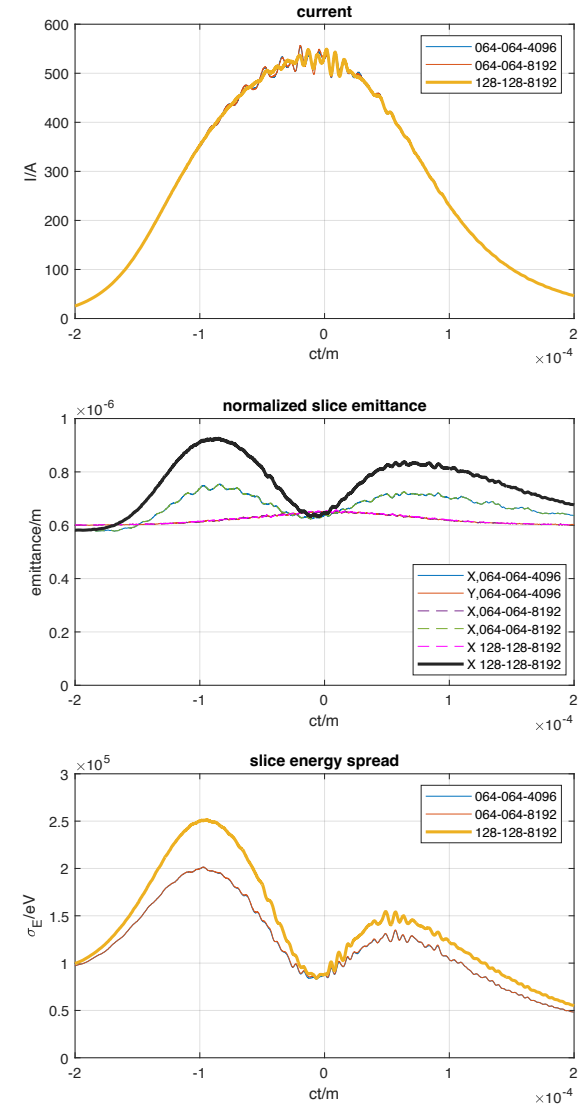 current
600
500
400
300
200
100
0
I/A
064-064-4096
064-064-8192
128-128-8192
-2 -1 0 1 2
ct/m
×10-4
normalized slice emittance
×10-6
1
0.8
0.6
0.4
0.2
0
emittance/m
X,064-064-4096
Y,064-064-4096
X,064-064-8192
X,064-064-8192
X 128-128-8192
X 128-128-8192
-2 -1 0 1 2
ct/m
×10-4
slice energy spread
×105
3
2.5
2
1.5
1
0.5
0
σE/eV
064-064-4096
064-064-8192
128-128-8192
-2 -1 0 1 2
ct/m
×10-4